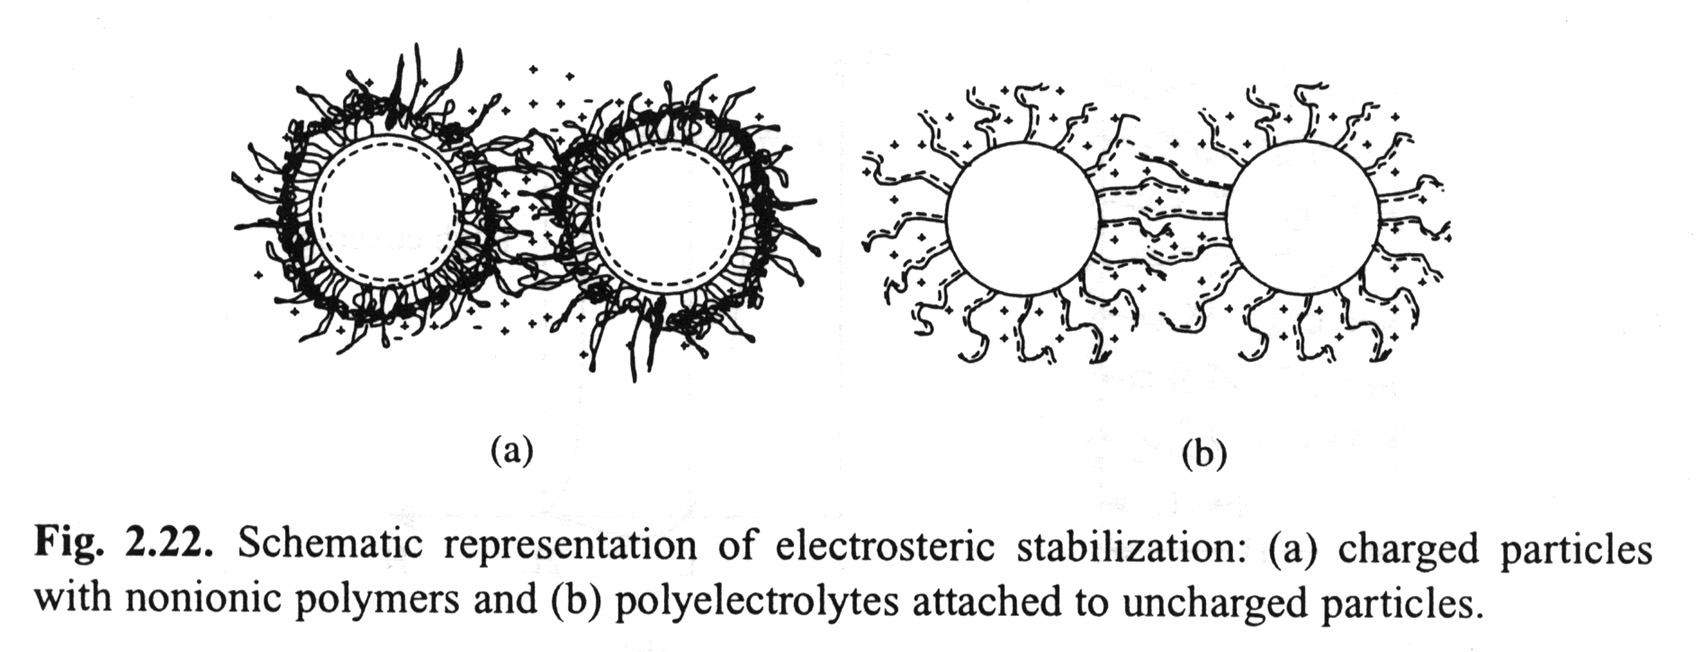 (a) (b)
Fig. 2.22. Schematic representation of electrosteric stabilization: (a) charged particles
with nonionic polymers and (b) polyelectrolytes attached to uncharged particles.